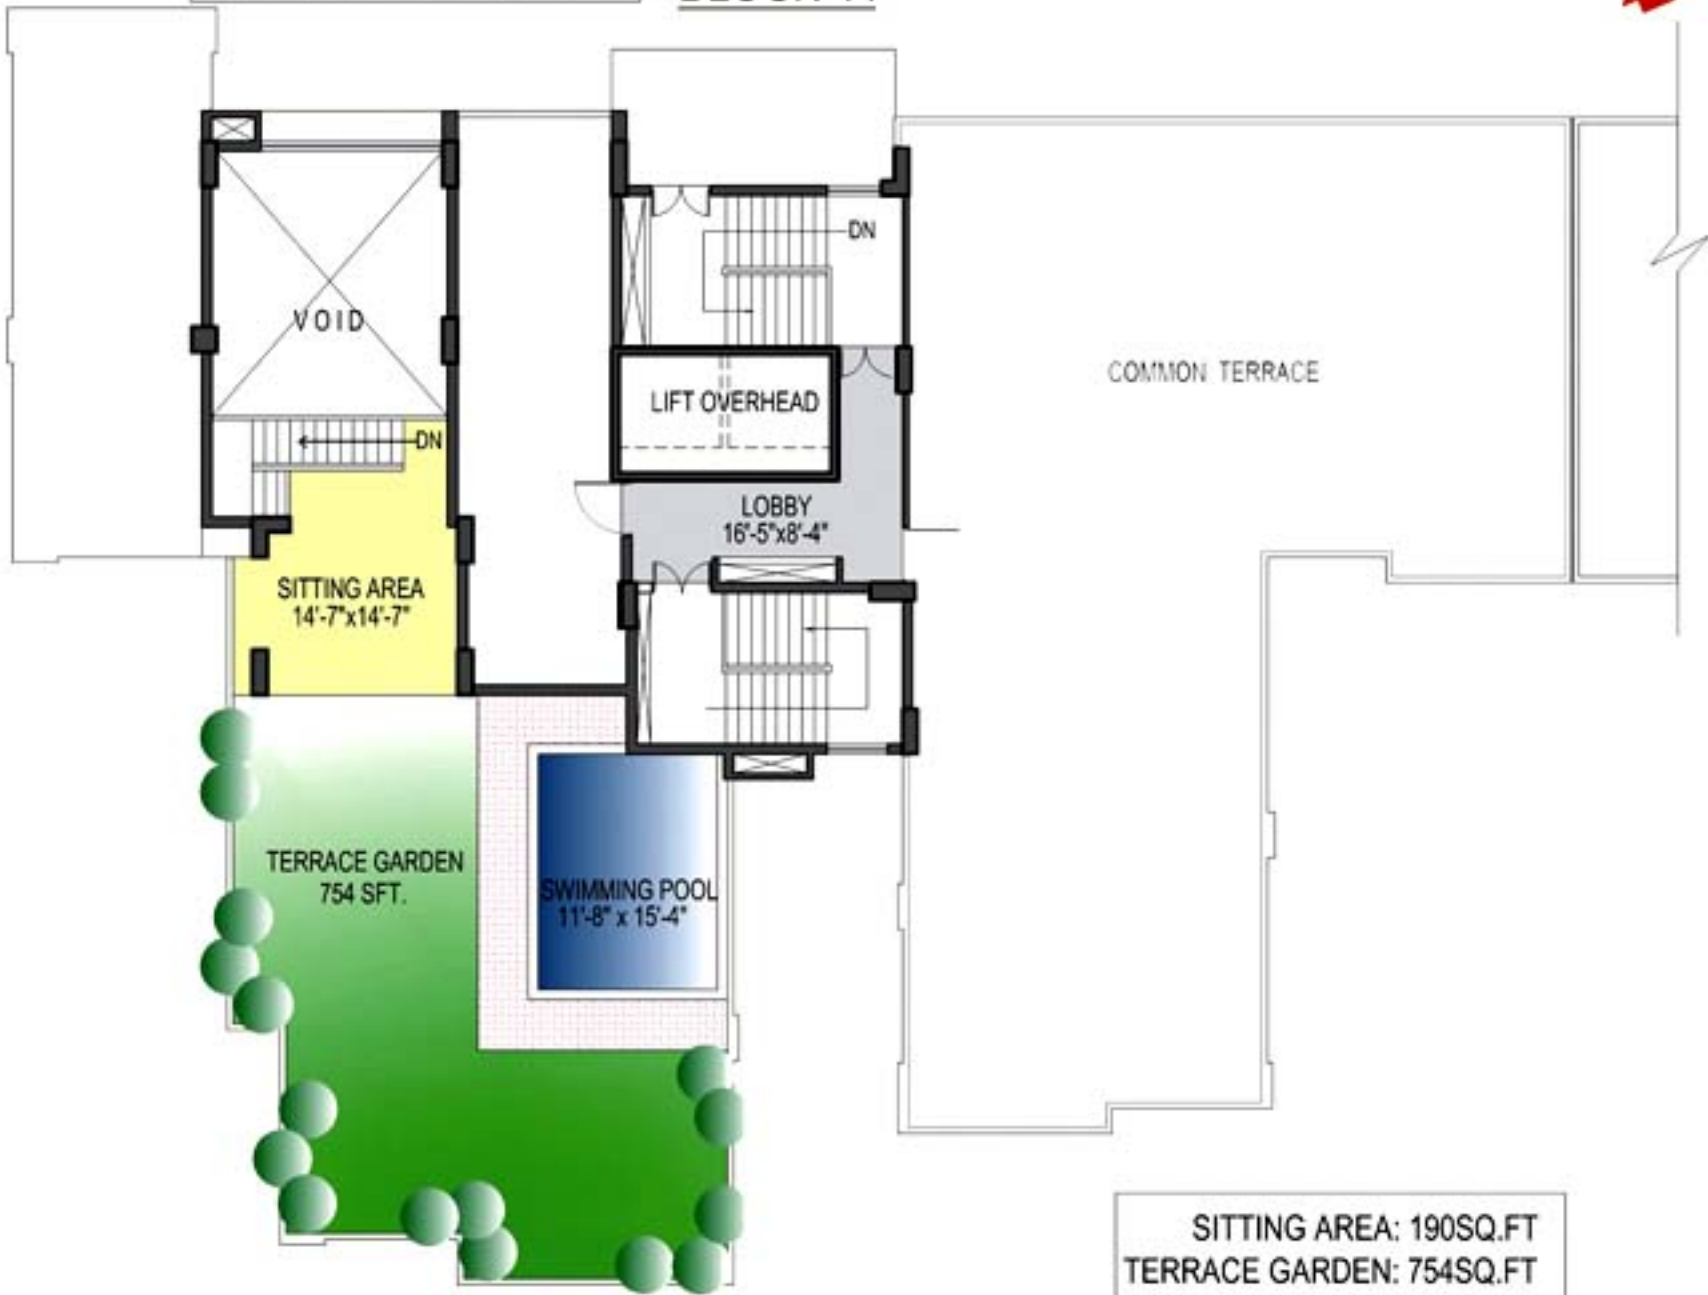 DN
VOID
LIFT OVERHEAD
COMMON TERRACE
DN
LOBBY
16'-5"x8'-4"
SITTING AREA
14'-7"x14'-7"
TERRACE GARDEN
754 SFT.
SWIMMING POOL
11'-8" x 15'-4"
SITTING AREA: 190SQ.FT
TERRACE GARDEN: 754SQ.FT